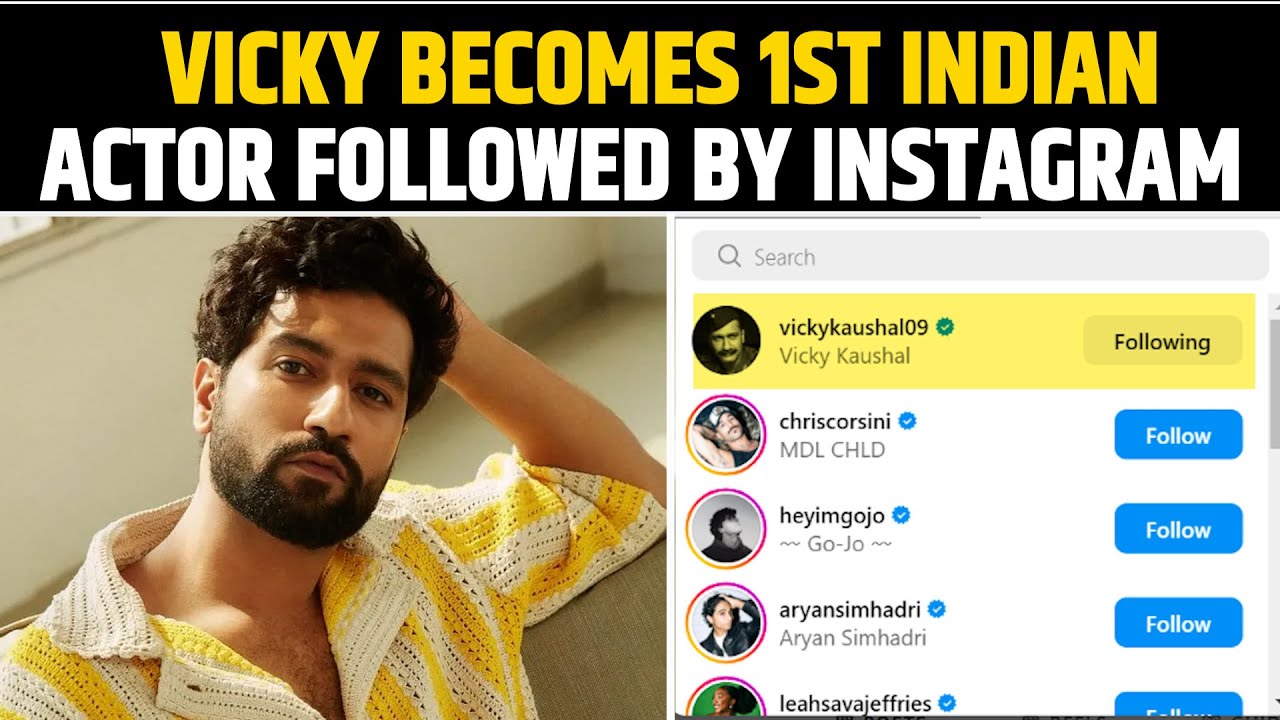 VICKY BECOMES 1ST INDIAN
ACTOR FOLLOWED BY INSTAGRAM
Search
vickykaushal09
Vicky Kaushal
Following
chriscorsini
MDL CHLD
Follow
heyimgojo
~~ Go-Jo ~~
Follow
aryansimhadri
Aryan Simhadri
Follow
leahsavajeffries
Follow